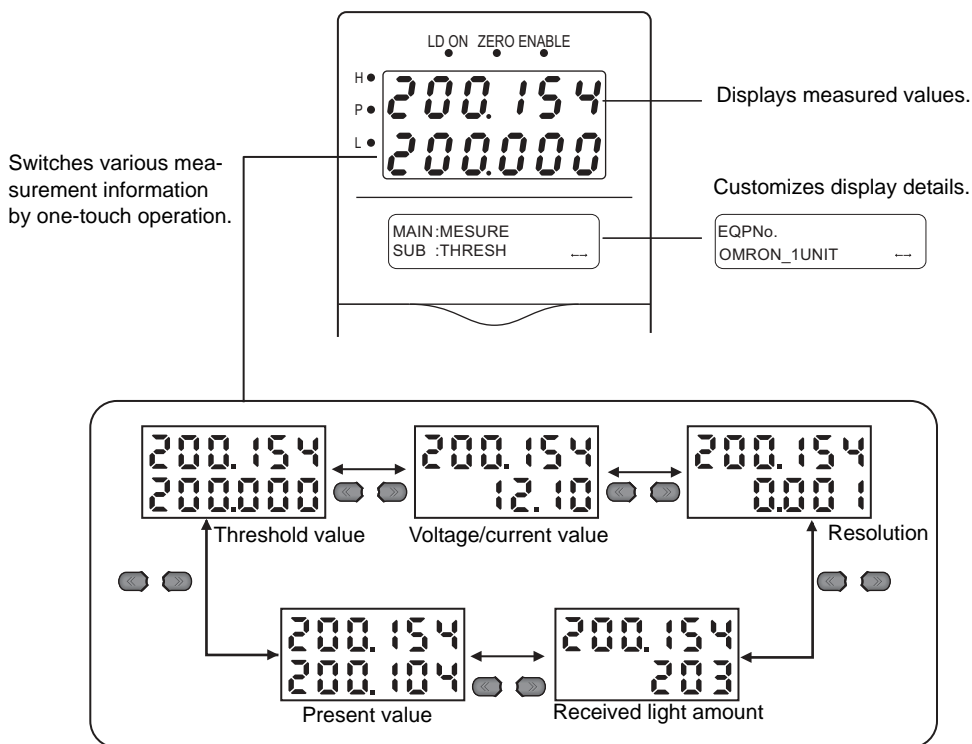 LD ON ZERO ENABLE
H
P
L
200.154
200.000
Displays measured values.
Switches various mea-
surement information
by one-touch operation.
Customizes display details.
MAIN:MESURE
SUB :THRESH ←→
EQPNo.
OMRON_1UNIT ←→
200.154
200.000
Threshold value
200.154
12.10
Voltage/current value
200.154
0.001
Resolution
200.154
200.104
Present value
200.154
203
Received light amount